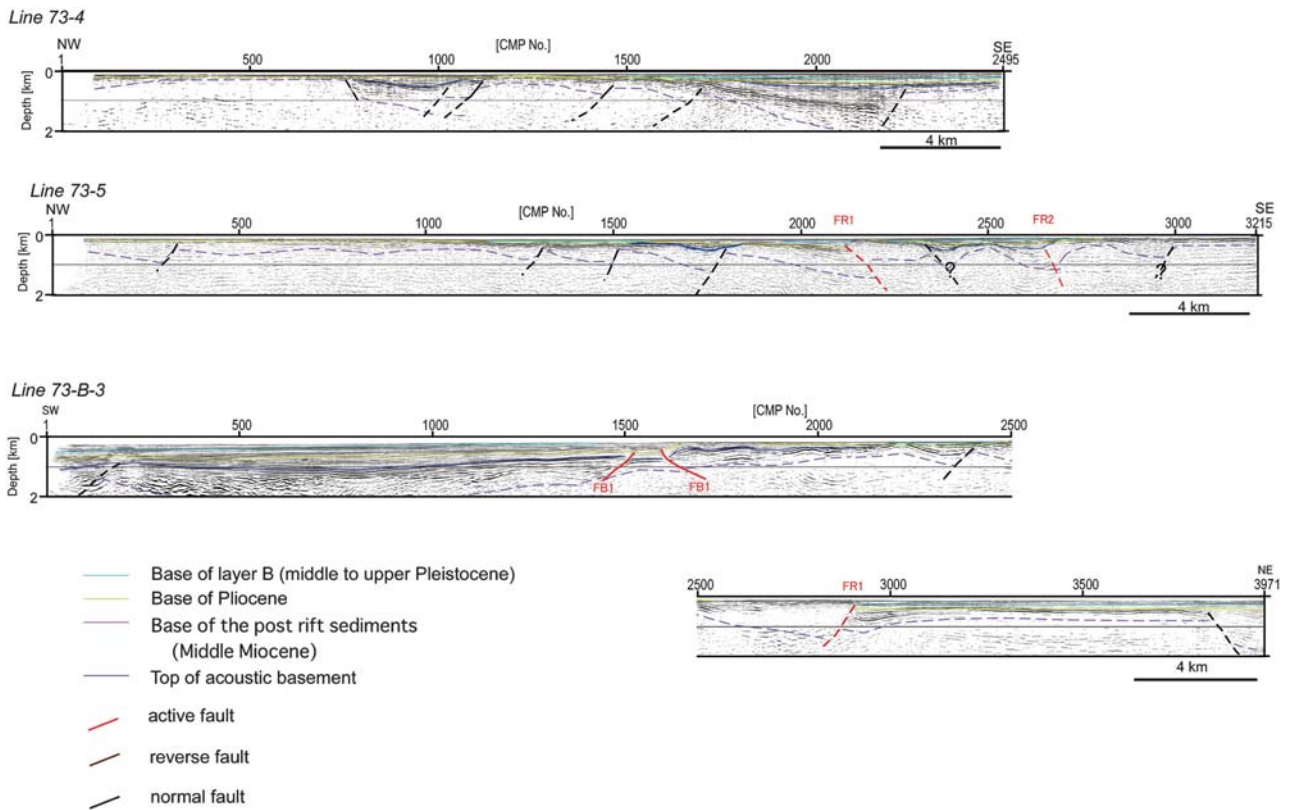 Line 73-4
NW [CMP No.] SE
1 500 1000 1500 2000 2495
0
Depth [km]
2
4 km
Line 73-5
NW [CMP No.] FR1 FR2 SE
1 500 1000 1500 2000 2500 3000 3215
0
Depth [km]
? ?
2
4 km
Line 73-B-3
SW [CMP No.]
1 500 1000 1500 2000 2500
0
Depth [km]
FB1 FB1
2
Base of layer B (middle to upper Pleistocene)
Base of Pliocene
Base of the post rift sediments
(Middle Miocene)
Top of acoustic basement
active fault
reverse fault
normal fault
FR1 NE
2500 3000 3500 3971
4 km